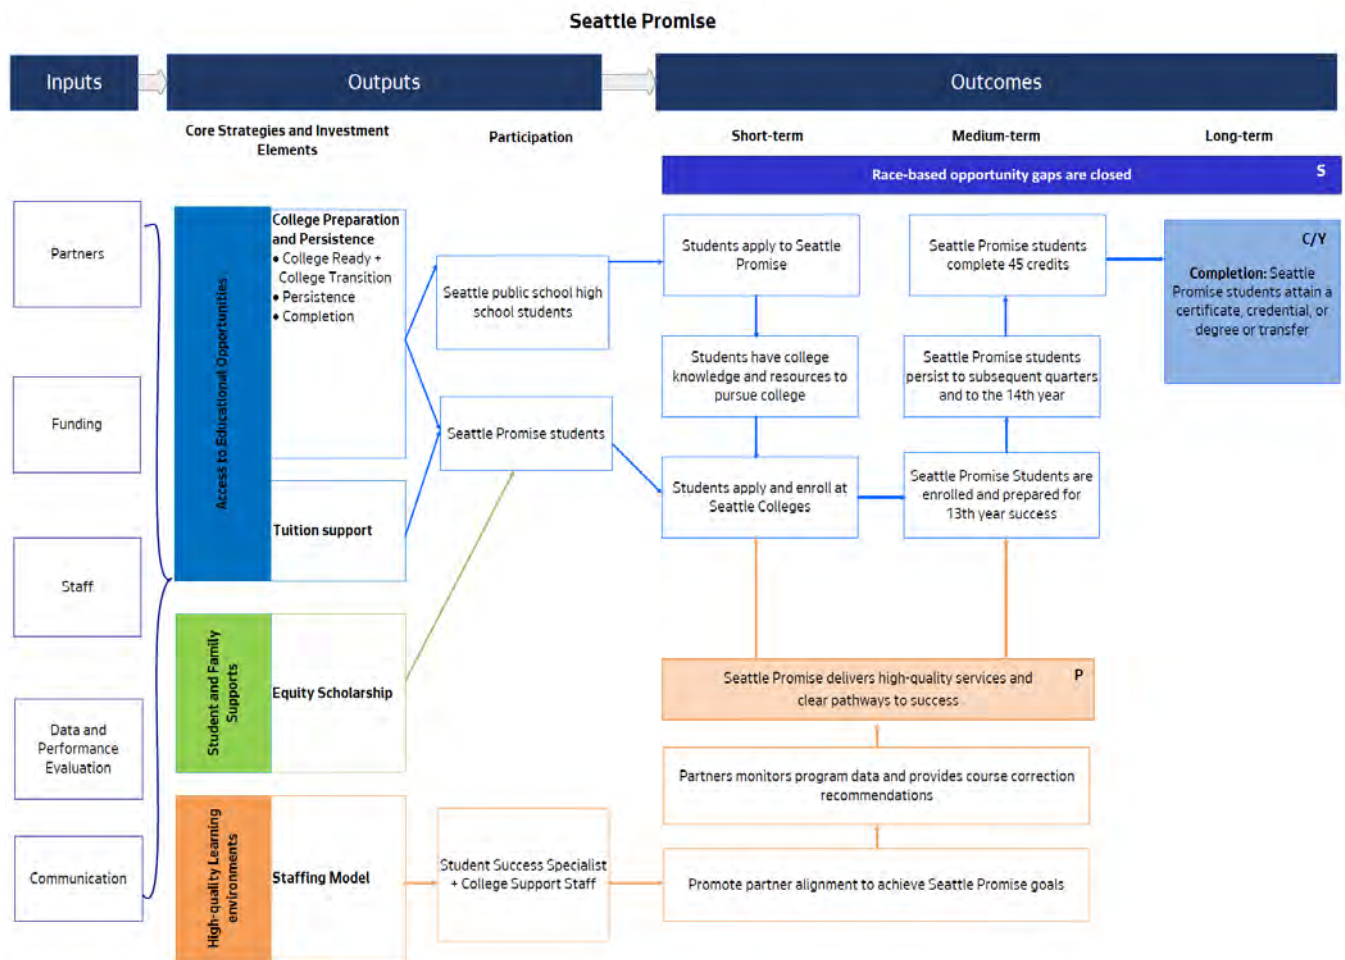 Seattle Promise
Inputs
Outputs
Outcomes
Core Strategies and Investment
Elements
Participation
Short-term
Medium-term
Long-term
Race-based opportunity gaps are closed
S
Partners
Funding
Staff
Data and
Performance
Evaluation
Communication
Access to Educational Opportunities
College Preparation
and Persistence
● College Ready +
College Transition
● Persistence
● Completion
Tuition support
Student and Family
Supports
Equity Scholarship
High-quality Learning
environments
Staffing Model
Seattle public school high
school students
Seattle Promise students
Student Success Specialist
+ College Support Staff
Students apply to Seattle
Promise
Students have college
knowledge and resources to
pursue college
Students apply and enroll at
Seattle Colleges
Seattle Promise students
complete 45 credits
Seattle Promise students
persist to subsequent quarters
and to the 14th year
Seattle Promise Students are
enrolled and prepared for
13th year success
C/Y
Completion: Seattle
Promise students attain a
certificate, credential, or
degree or transfer
Seattle Promise delivers high-quality services and
clear pathways to success
P
Partners monitors program data and provides course correction
recommendations
Promote partner alignment to achieve Seattle Promise goals